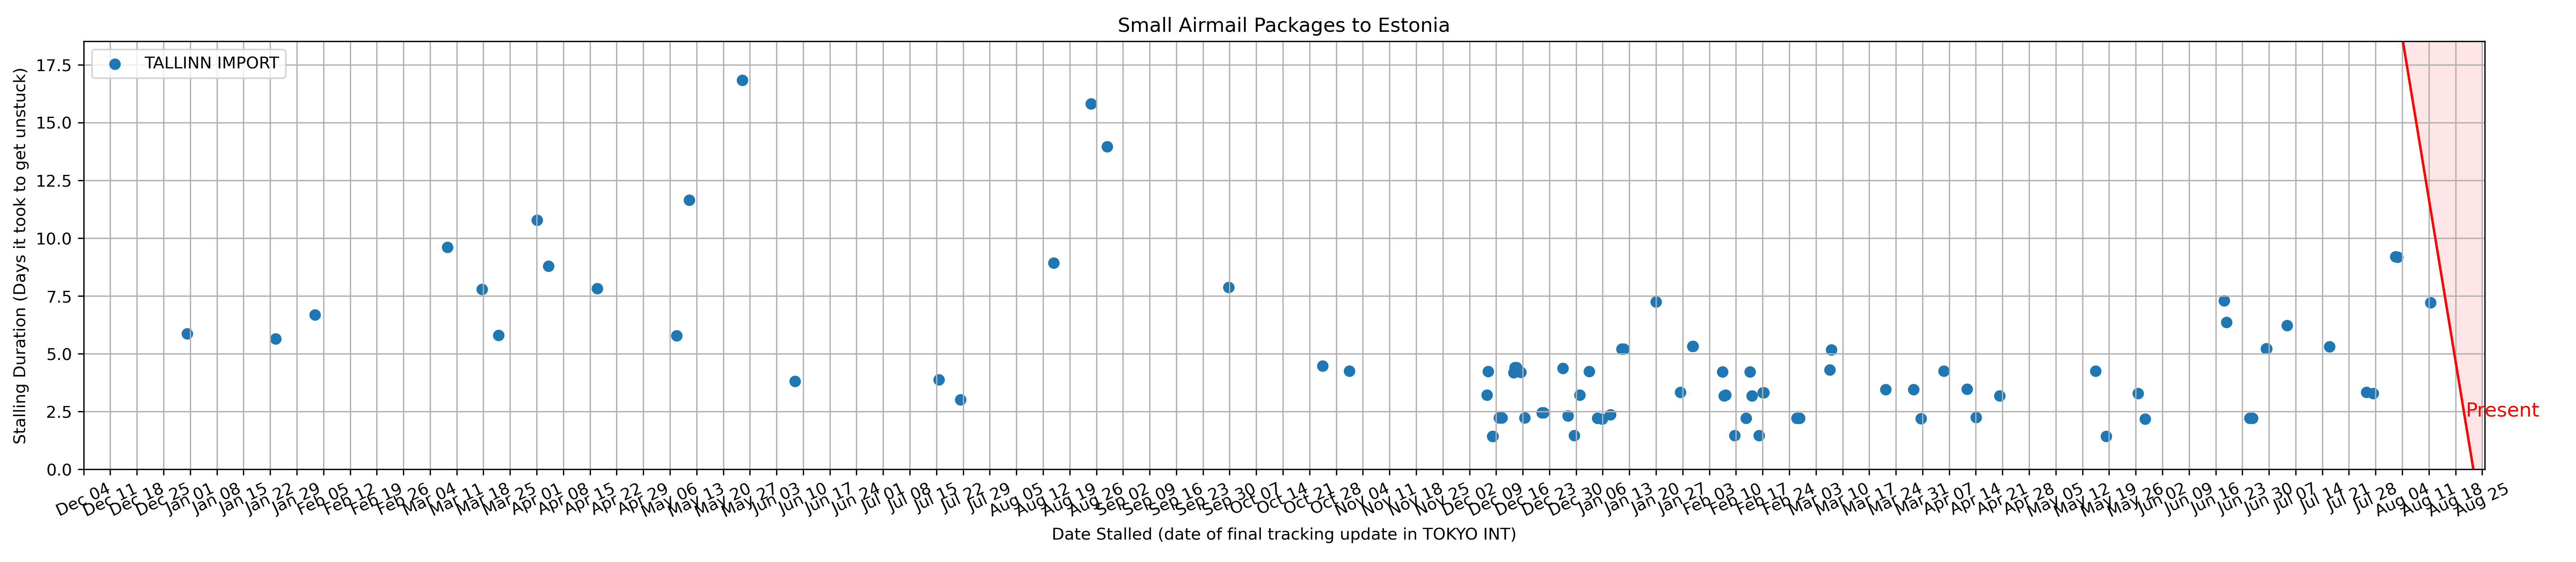 Small Airmail Packages to Estonia
TALLINN IMPORT
Stalling Duration (Days it took to get unstuck)
17.5
15.0
12.5
10.0
7.5
5.0
2.5
0.0
Present
Dec 04 Dec 11 Dec 18 Dec 25 Jan 01 Jan 08 Jan 15 Jan 22 Jan 29 Feb 05 Feb 12 Feb 19 Feb 26 Mar 04 Mar 11 Mar 18 Mar 25 Apr 01 Apr 08 Apr 15 Apr 22 Apr 29 May 06 May 13 May 20 May 27 Jun 03 Jun 10 Jun 17 Jun 24 Jul 01 Jul 08 Jul 15 Jul 22 Jul 29 Aug 05 Aug 12 Aug 19 Aug 26 Sep 02 Sep 09 Sep 16 Sep 23 Sep 30 Oct 07 Oct 14 Oct 21 Oct 28 Nov 04 Nov 11 Nov 18 Nov 25 Dec 02 Dec 09 Dec 16 Dec 23 Dec 30 Jan 06 Jan 13 Jan 20 Jan 27 Feb 03 Feb 10 Feb 17 Feb 24 Mar 03 Mar 10 Mar 17 Mar 24 Mar 31 Apr 07 Apr 14 Apr 21 Apr 28 May 05 May 12 May 19 May 26 Jun 02 Jun 09 Jun 16 Jun 23 Jun 30 Jul 07 Jul 14 Jul 21 Jul 28 Aug 04 Aug 11 Aug 18 Aug 25
Date Stalled (date of final tracking update in TOKYO INT)